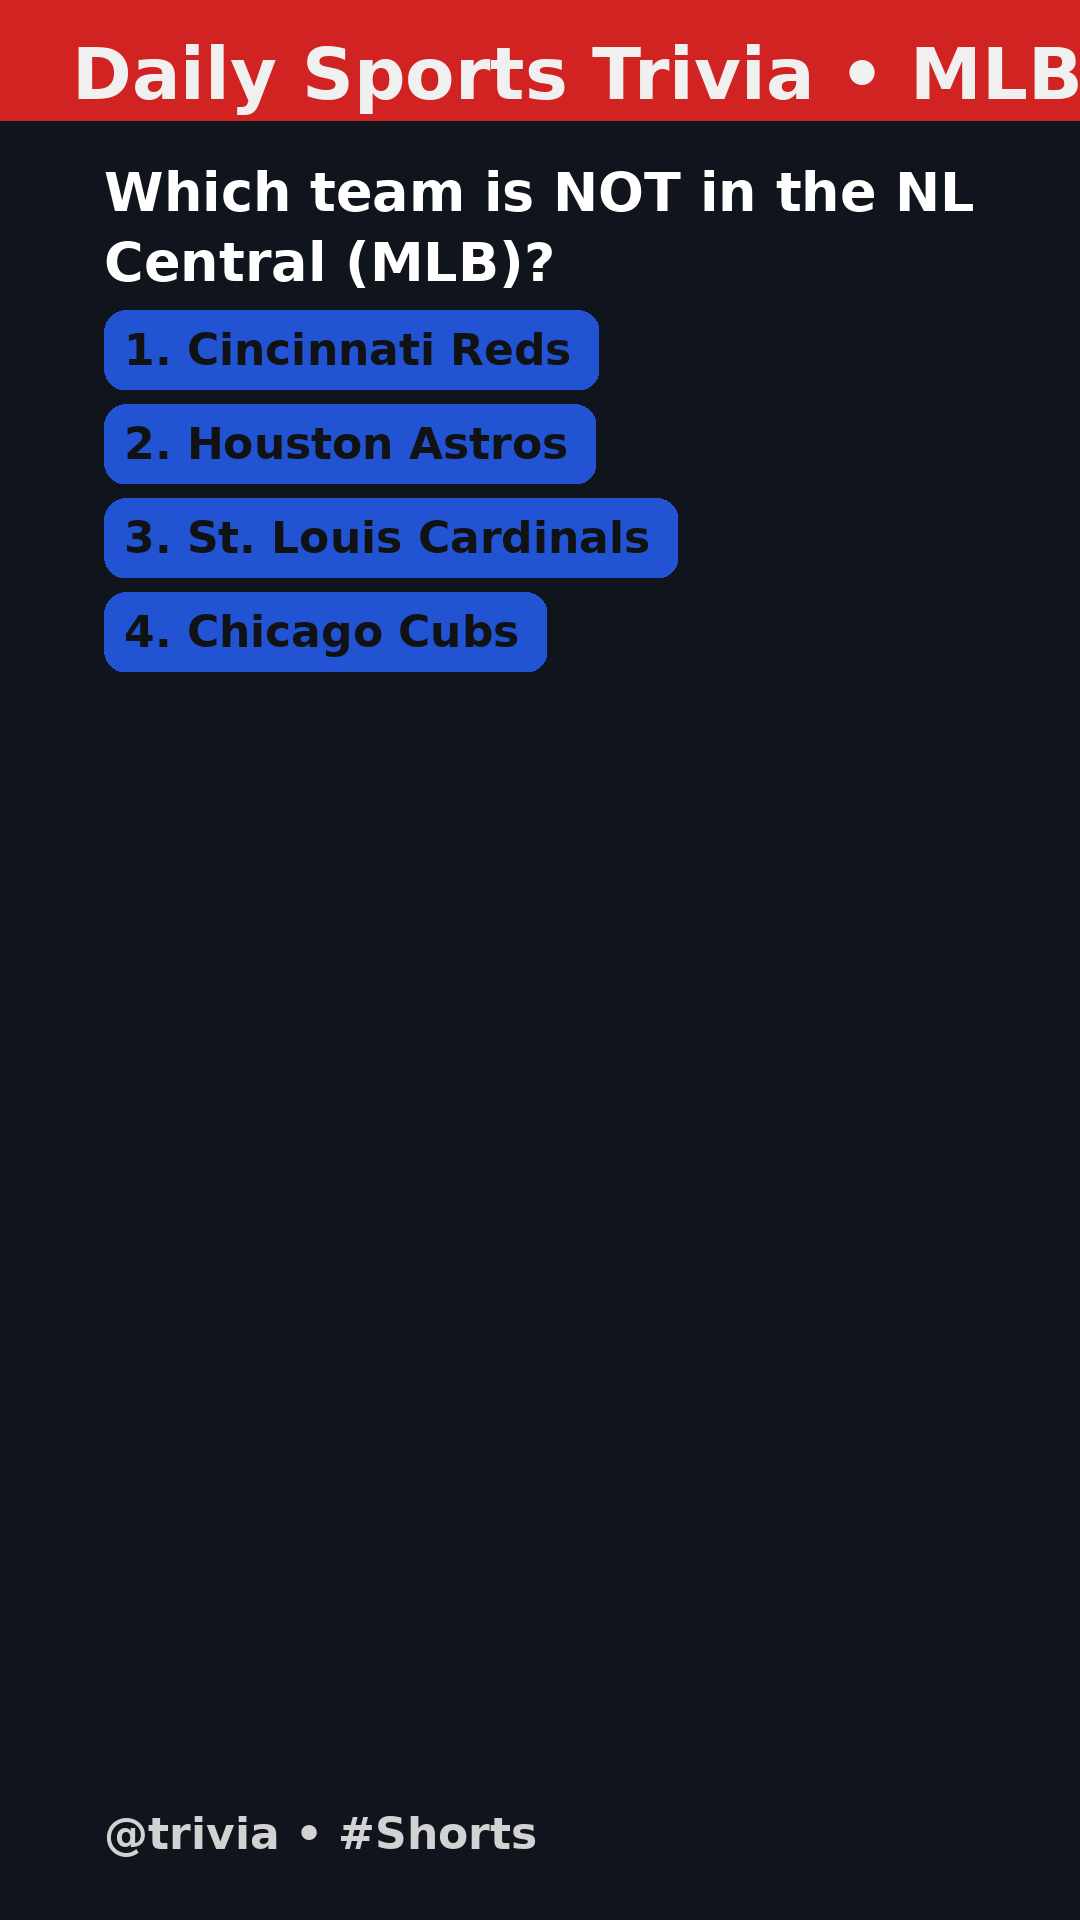 Daily Sports Trivia • MLB
Which team is NOT in the NL
Central (MLB)?
1. Cincinnati Reds
2. Houston Astros
3. St. Louis Cardinals
4. Chicago Cubs
@trivia • #Shorts